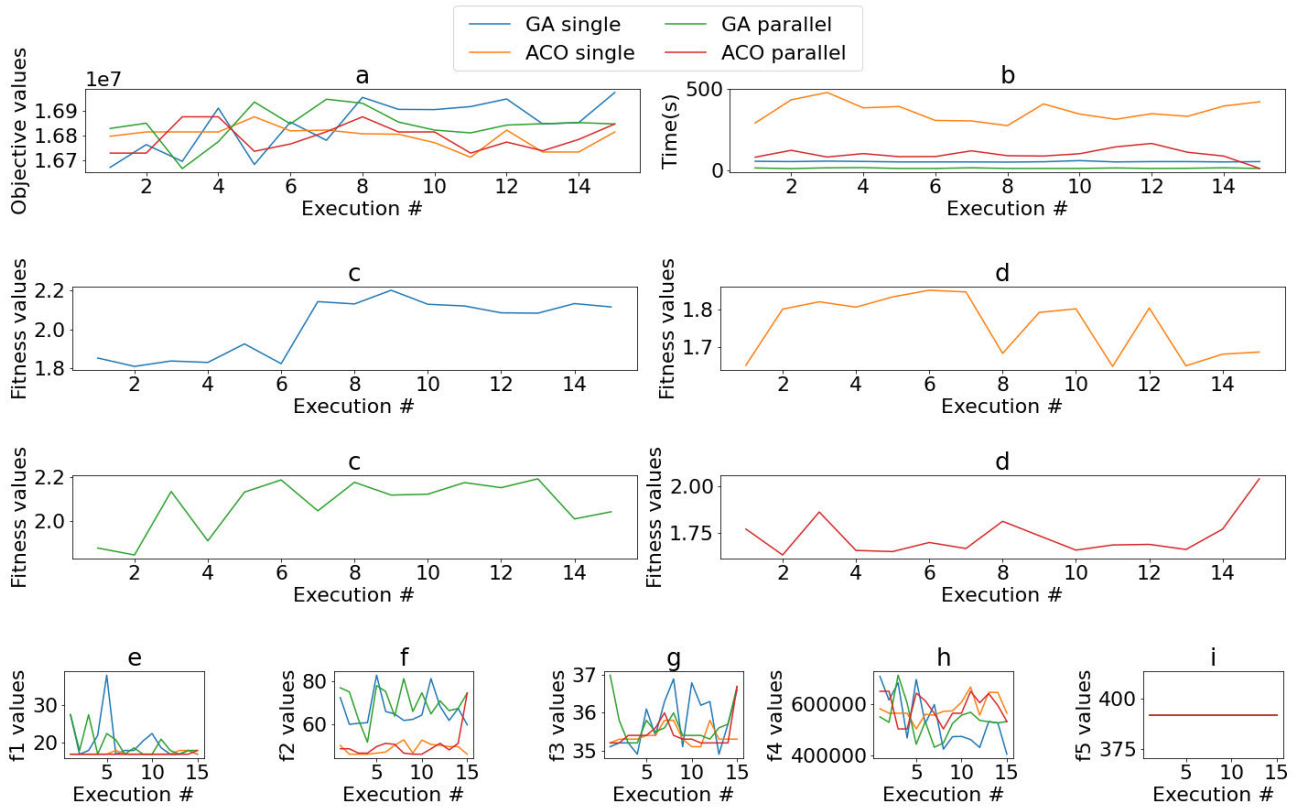 GA single
GA parallel
ACO single
ACO parallel
a
1e7
Objective values
1.69
1.68
1.67
2 4 6 8 10 12 14
Execution #
b
Time(s)
500
0
2 4 6 8 10 12 14
Execution #
c
Fitness values
2.2
2.0
1.8
2 4 6 8 10 12 14
Execution #
d
Fitness values
1.8
1.7
2 4 6 8 10 12 14
Execution #
c
Fitness values
2.2
2.0
2 4 6 8 10 12 14
Execution #
d
Fitness values
2.00
1.75
2 4 6 8 10 12 14
Execution #
e
f1 values
30
20
5 10 15
Execution #
f
f2 values
80
60
5 10 15
Execution #
g
f3 values
37
36
35
5 10 15
Execution #
h
f4 values
600000
400000
5 10 15
Execution #
i
f5 values
400
375
5 10 15
Execution #